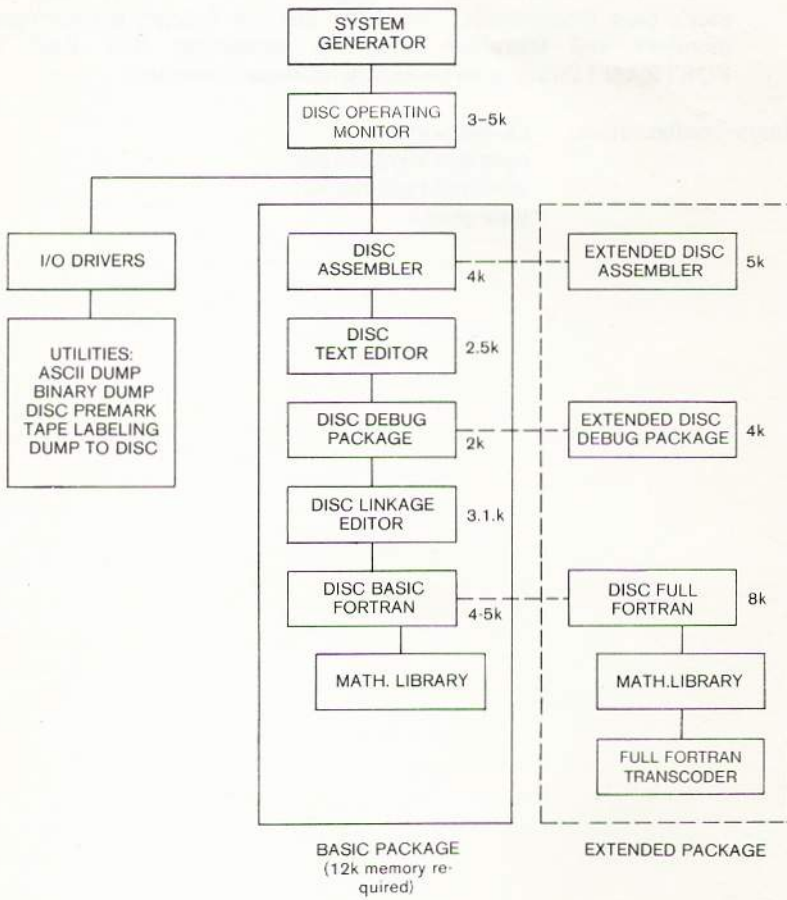 SYSTEM
GENERATOR
DISC OPERATING
MONITOR
3-5k
I/O DRIVERS
UTILITIES:
ASCII DUMP
BINARY DUMP
DISC PREMARK
TAPE LABELING
DUMP TO DISC
DISC
ASSEMBLER
4k
EXTENDED DISC
ASSEMBLER
5k
DISC
TEXT EDITOR
2.5k
DISC DEBUG
PACKAGE
2k
EXTENDED DISC
DEBUG PACKAGE
4k
DISC LINKAGE
EDITOR
3.1.k
DISC BASIC
FORTRAN
4-5k
DISC FULL
FORTRAN
8k
MATH. LIBRARY
MATH.LIBRARY
FULL FORTRAN
TRANSCODER
BASIC PACKAGE
(12k memory re-
quired)
EXTENDED PACKAGE